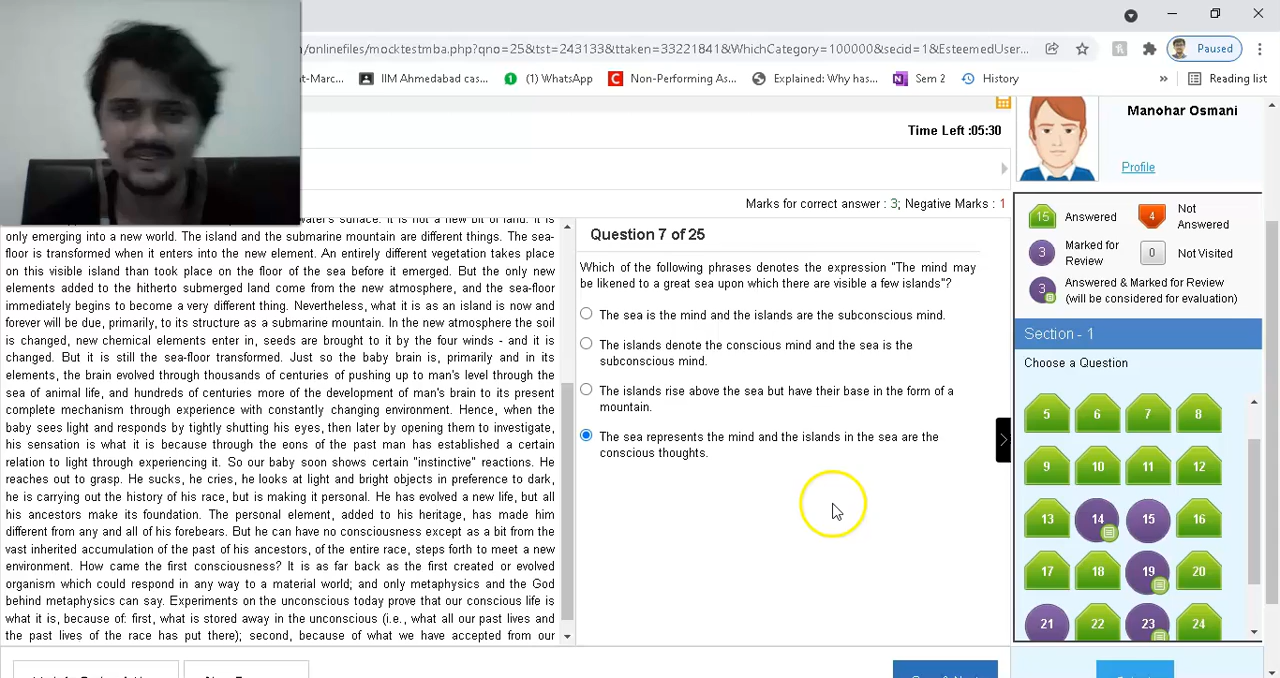 /onlinefiles/mocktestmba.php?no=25&tst=243133&ttaken=33221841&WhichCategory=100000&secid=1&EsteemedUser...
Paused
nt-Marc...
IIM Ahmedabad cas...
(1) WhatsApp
Non-Performing As...
Explained: Why has...
Sem 2
History
»
Reading list
Time Left :05:30
Marks for correct answer : 3; Negative Marks : 1
water's surface. It is not a new bit of land. It is
only emerging into a new world. The island and the submarine mountain are different things. The sea-
floor is transformed when it enters into the new element. An entirely different vegetation takes place
on this visible island than took place on the floor of the sea before it emerged. But the only new
elements added to the hitherto submerged land come from the new atmosphere, and the sea-floor
immediately begins to become a very different thing. Nevertheless, what it is as an island is now and
forever will be due, primarily, to its structure as a submarine mountain. In the new atmosphere the soil
is changed, new chemical elements enter in, seeds are brought to it by the four winds - and it is
changed. But it is still the sea-floor transformed. Just so the baby brain is, primarily and in its
elements, the brain evolved through thousands of centuries of pushing up to man's level through the
sea of animal life, and hundreds of centuries more of the development of man's brain to its present
complete mechanism through experience with constantly changing environment. Hence, when the
baby sees light and responds by tightly shutting his eyes, then later by opening them to investigate,
his sensation is what it is because through the eons of the past man has established a certain
relation to light through experiencing it. So our baby soon shows certain "instinctive" reactions. He
reaches out to grasp. He sucks, he cries, he looks at light and bright objects in preference to dark,
he is carrying out the history of his race, but is making it personal. He has evolved a new life, but all
his ancestors make its foundation. The personal element, added to his heritage, has made him
different from any and all of his forebears. But he can have no consciousness except as a bit from the
vast inherited accumulation of the past of his ancestors, of the entire race, steps forth to meet a new
environment. How came the first consciousness? It is as far back as the first created or evolved
organism which could respond in any way to a material world, and only metaphysics and the God
behind metaphysics can say. Experiments on the unconscious today prove that our conscious life is
what it is, because of: first, what is stored away in the unconscious (i.e., what all our past lives and
the past lives of the race has put there); second, because of what we have accepted from our
Question 7 of 25
Which of the following phrases denotes the expression "The mind may
be likened to a great sea upon which there are visible a few islands"?
The sea is the mind and the islands are the subconscious mind.
The islands denote the conscious mind and the sea is the
subconscious mind.
The islands rise above the sea but have their base in the form of a
mountain.
The sea represents the mind and the islands in the sea are the
conscious thoughts.
Manohar Osmani
Profile
15 Answered
4 Not
Answered
3 Marked for
Review
0 Not Visited
3 Answered & Marked for Review
(will be considered for evaluation)
Section - 1
Choose a Question
5 6 7 8
9 10 11 12
13 14 15 16
17 18 19 20
21 22 23 24